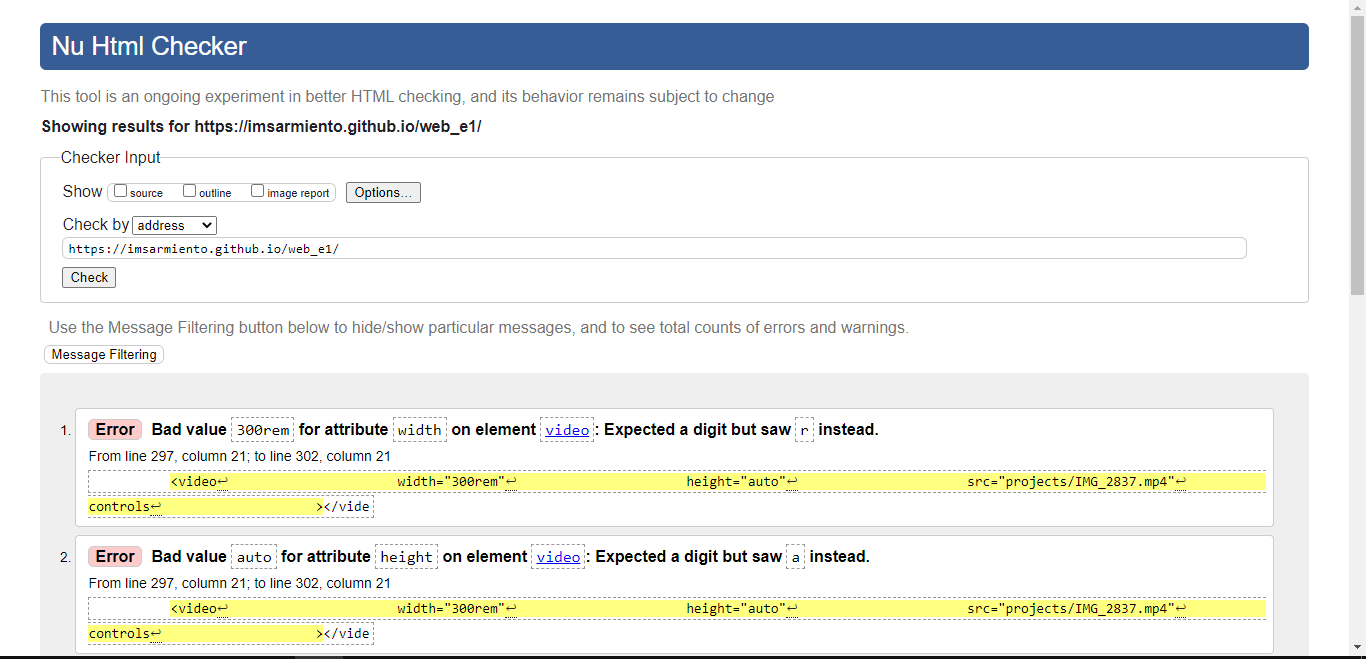 Nu Html Checker
This tool is an ongoing experiment in better HTML checking, and its behavior remains subject to change
Showing results for https://imsarmiento.github.io/web_e1/
Checker Input
Show source outline image report Options...
Check by address
https://imsarmiento.github.io/web_e1/
Check
Use the Message Filtering button below to hide/show particular messages, and to see total counts of errors and warnings.
Message Filtering
1. Error Bad value 300rem for attribute width on element video: Expected a digit but saw r instead.
From line 297, column 21; to line 302, column 21
<video↩ width="300rem"↩ height="auto"↩ src="projects/IMG_2837.mp4"↩
controls↩ ></vide
2. Error Bad value auto for attribute height on element video: Expected a digit but saw a instead.
From line 297, column 21; to line 302, column 21
<video↩ width="300rem"↩ height="auto"↩ src="projects/IMG_2837.mp4"↩
controls↩ ></vide